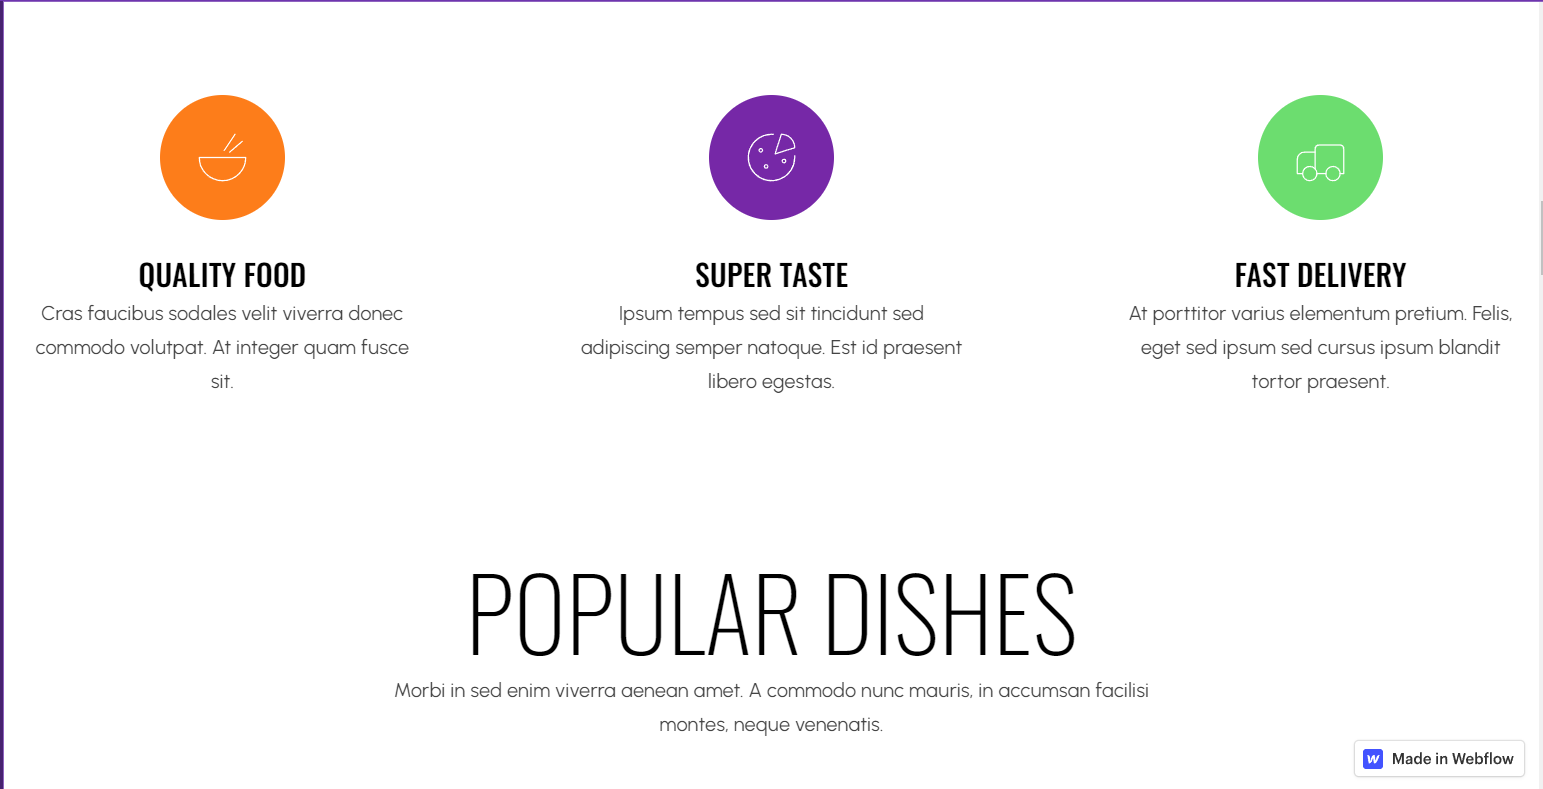 QUALITY FOOD
Cras faucibus sodales velit viverra donec
commodo volutpat. At integer quam fusce
sit.
SUPER TASTE
Ipsum tempus sed sit tincidunt sed
adipiscing semper natoque. Est id praesent
libero egestas.
FAST DELIVERY
At porttitor varius elementum pretium. Felis,
eget sed ipsum sed cursus ipsum blandit
tortor praesent.
POPULAR DISHES
Morbi in sed enim viverra aenean amet. A commodo nunc mauris, in accumsan facilisi
montes, neque venenatis.
Made in Webflow